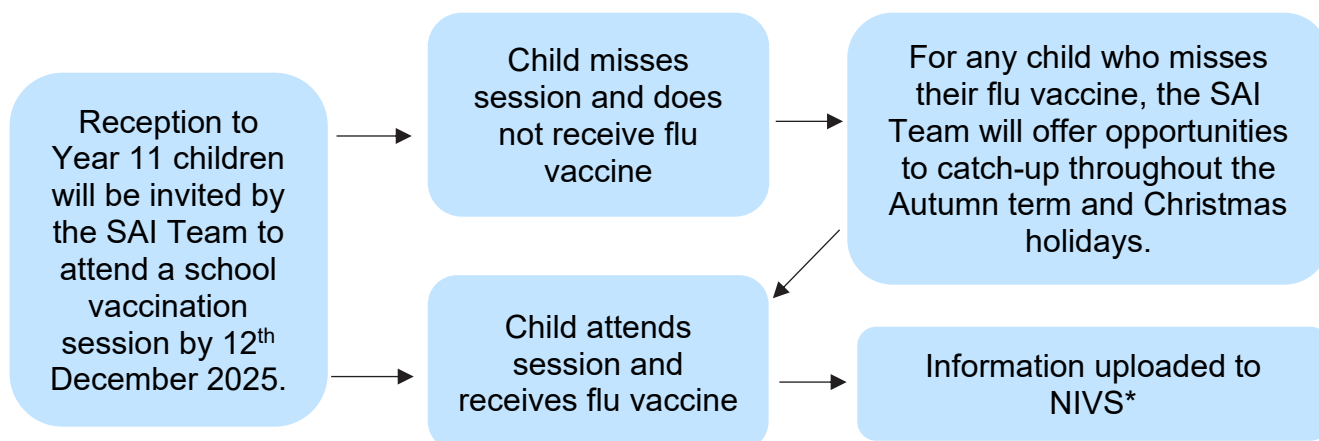 Reception to
Year 11 children
will be invited by
the SAI Team to
attend a school
vaccination
session by 12th
December 2025.
Child misses
session and does
not receive flu
vaccine
For any child who misses
their flu vaccine, the SAI
Team will offer opportunities
to catch-up throughout the
Autumn term and Christmas
holidays.
Child attends
session and
receives flu vaccine
Information uploaded to
NIVS*